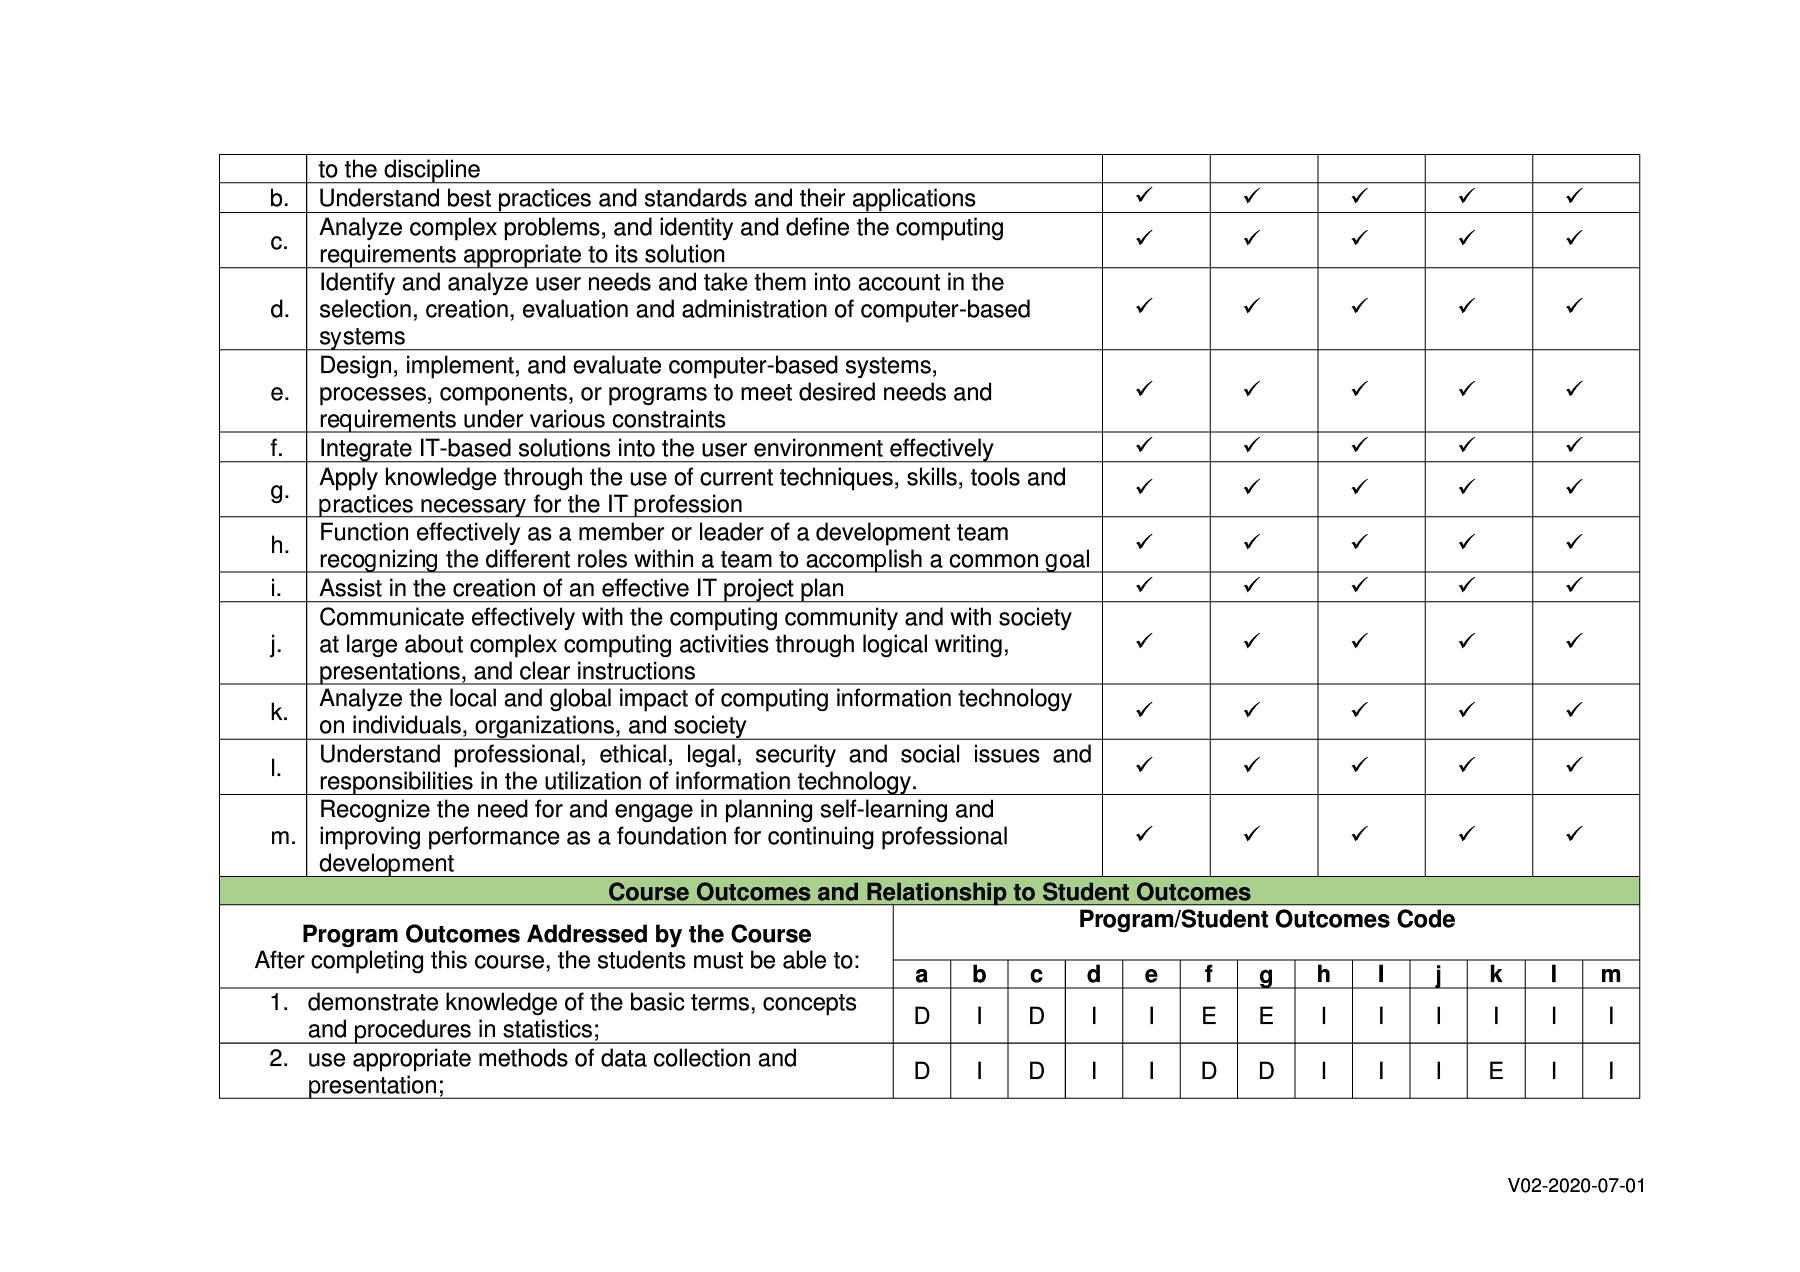 to the discipline
b. Understand best practices and standards and their applications ✓ ✓ ✓ ✓ ✓
c. Analyze complex problems, and identity and define the computing
requirements appropriate to its solution ✓ ✓ ✓ ✓ ✓
d. Identify and analyze user needs and take them into account in the
selection, creation, evaluation and administration of computer-based
systems ✓ ✓ ✓ ✓ ✓
e. Design, implement, and evaluate computer-based systems,
processes, components, or programs to meet desired needs and
requirements under various constraints ✓ ✓ ✓ ✓ ✓
f. Integrate IT-based solutions into the user environment effectively ✓ ✓ ✓ ✓ ✓
g. Apply knowledge through the use of current techniques, skills, tools and
practices necessary for the IT profession ✓ ✓ ✓ ✓ ✓
h. Function effectively as a member or leader of a development team
recognizing the different roles within a team to accomplish a common goal ✓ ✓ ✓ ✓ ✓
i. Assist in the creation of an effective IT project plan ✓ ✓ ✓ ✓ ✓
j. Communicate effectively with the computing community and with society
at large about complex computing activities through logical writing,
presentations, and clear instructions ✓ ✓ ✓ ✓ ✓
k. Analyze the local and global impact of computing information technology
on individuals, organizations, and society ✓ ✓ ✓ ✓ ✓
l. Understand professional, ethical, legal, security and social issues and
responsibilities in the utilization of information technology. ✓ ✓ ✓ ✓ ✓
m. Recognize the need for and engage in planning self-learning and
improving performance as a foundation for continuing professional
development ✓ ✓ ✓ ✓ ✓
Course Outcomes and Relationship to Student Outcomes
Program Outcomes Addressed by the Course
After completing this course, the students must be able to:
Program/Student Outcomes Code
a b c d e f g h I j k l m
1. demonstrate knowledge of the basic terms, concepts
and procedures in statistics; D I D I I E E I I I I I I
2. use appropriate methods of data collection and
presentation; D I D I I D D I I I E I I
V02-2020-07-01